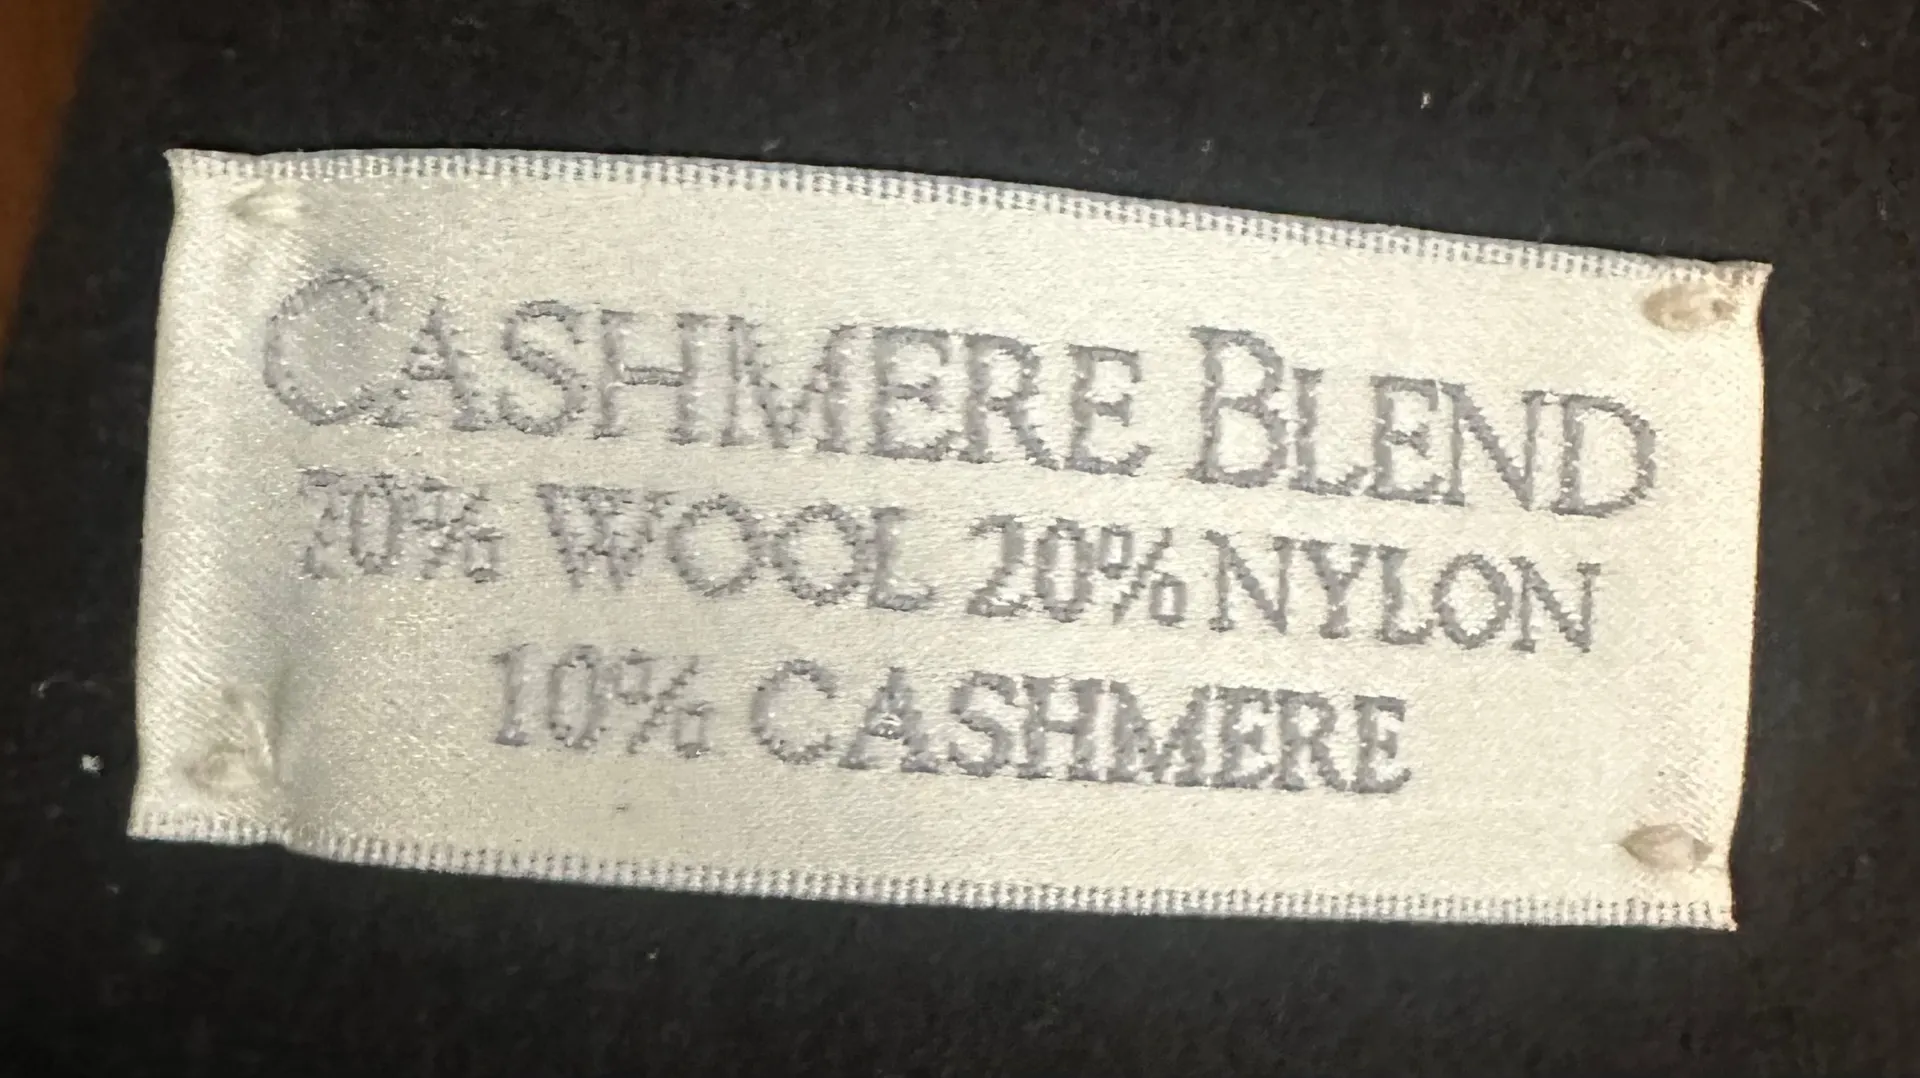 CASHMERE BLEND
70% WOOL 20% NYLON
10% CASHMERE